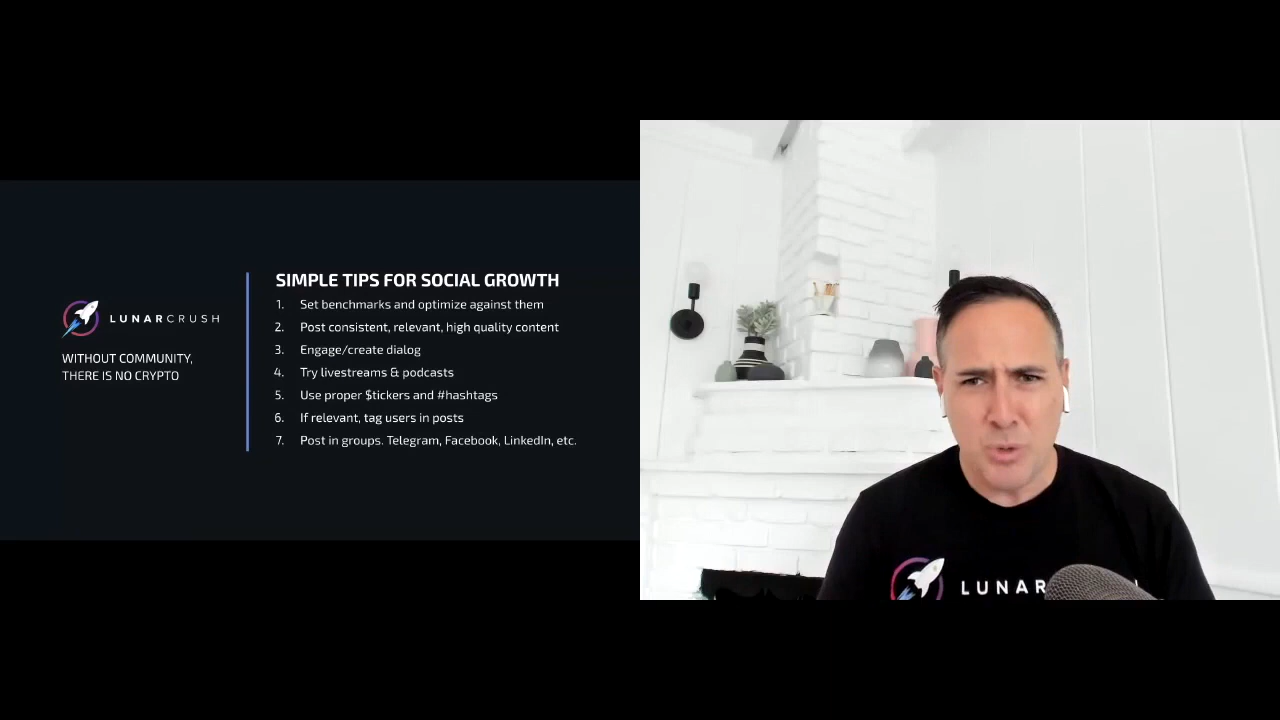 LUNARCRUSH
WITHOUT COMMUNITY,
THERE IS NO CRYPTO
SIMPLE TIPS FOR SOCIAL GROWTH
1. Set benchmarks and optimize against them
2. Post consistent, relevant, high quality content
3. Engage/create dialog
4. Try livestreams & podcasts
5. Use proper $tickers and #hashtags
6. If relevant, tag users in posts
7. Post in groups. Telegram, Facebook, LinkedIn, etc.
LUNAR